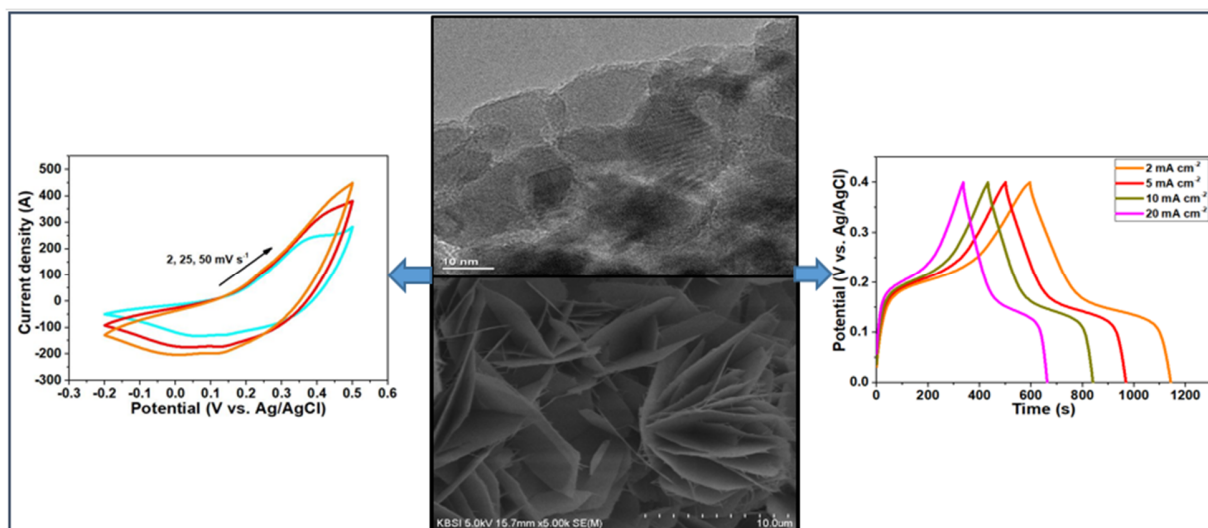 500
400
300
200
100
0
-100
-200
-300
Current density (A)
2, 25, 50 mV s⁻¹
-0.3 -0.2 -0.1 0.0 0.1 0.2 0.3 0.4 0.5 0.6
Potential (V vs. Ag/AgCl)
10 nm
KBSI 5.0kV 15.7mm x5.00k SE(M)
10.0um
2 mA cm⁻²
5 mA cm⁻²
10 mA cm⁻²
20 mA cm⁻²
0.4
0.3
0.2
0.1
0.0
Potential (V vs. Ag/AgCl)
0 200 400 600 800 1000 1200
Time (s)